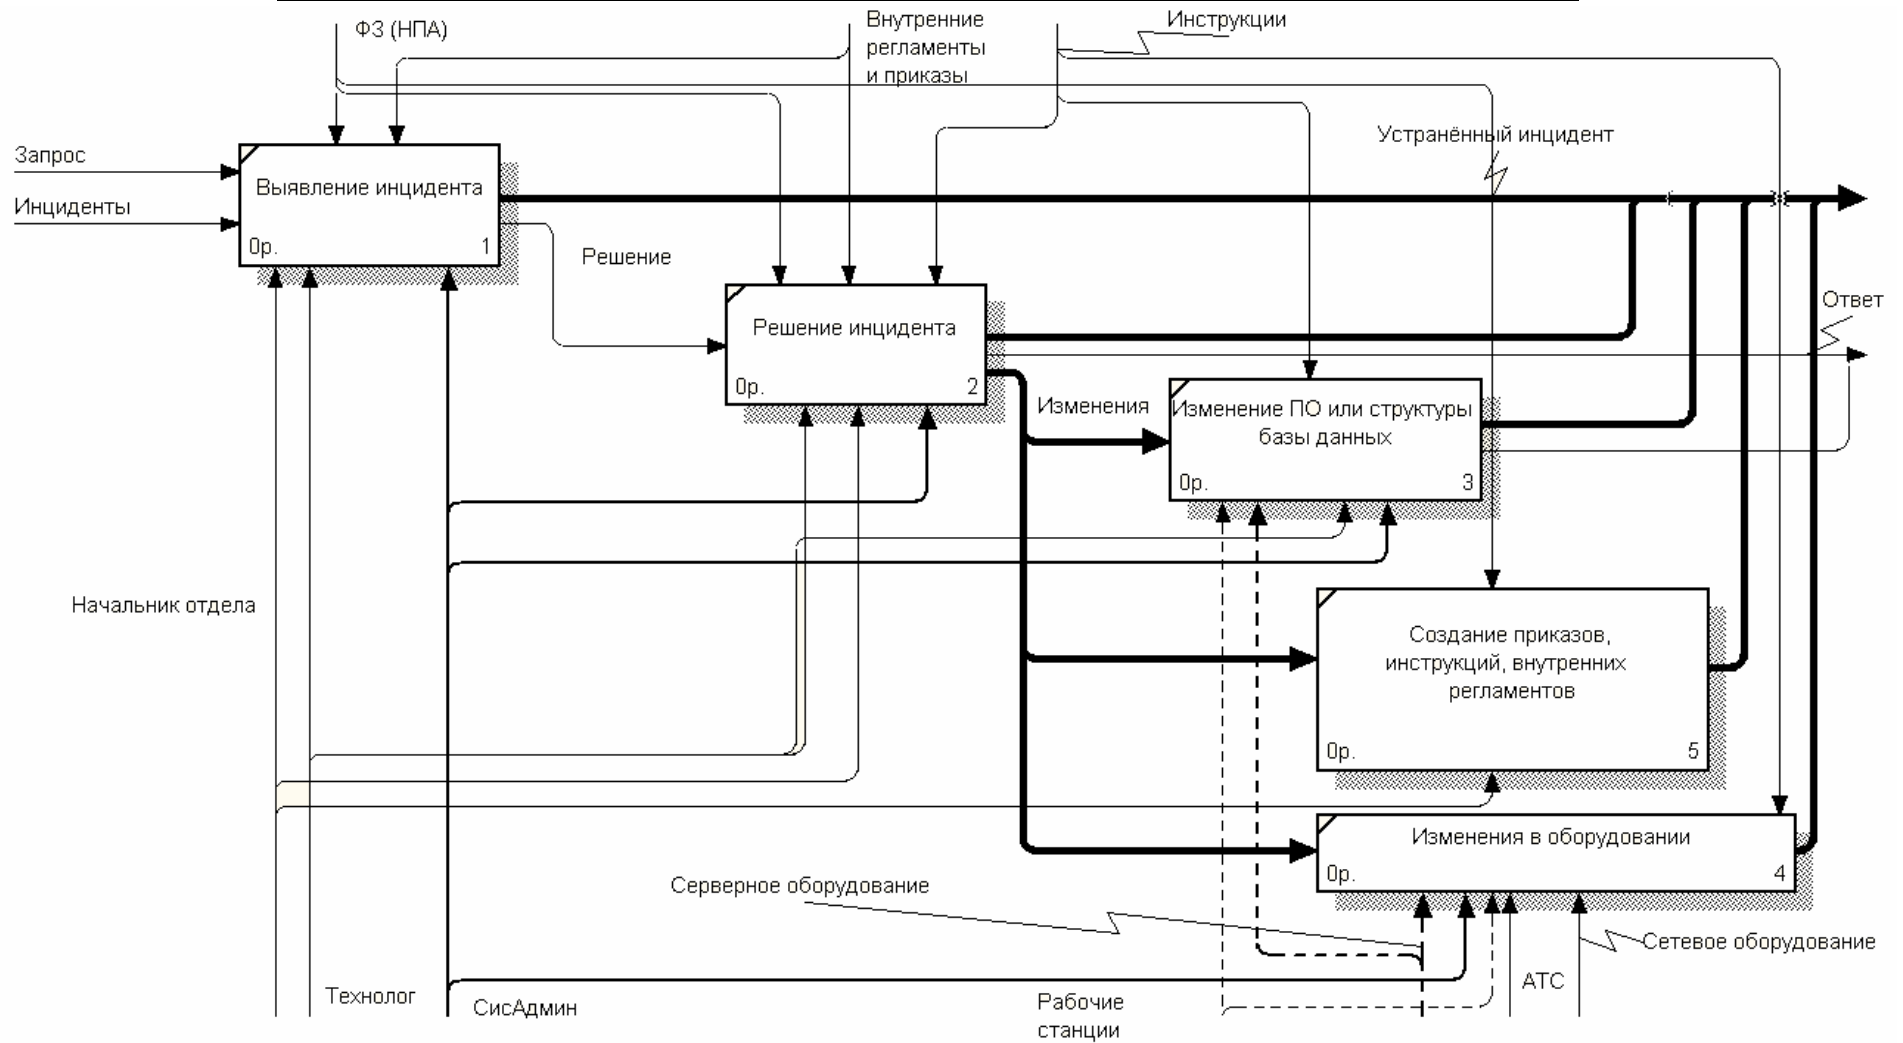 ФЗ (НПА)
Внутренние
регламенты
и приказы
Инструкции
Устранённый инцидент
Запрос
Инциденты
Выявление инцидента
0р.
1
Решение
Ответ
Решение инцидента
0р.
2
Изменения
Изменение ПО или структуры
базы данных
0р.
3
Начальник отдела
Создание приказов,
инструкций, внутренних
регламентов
0р.
5
Изменения в оборудовании
0р.
4
Серверное оборудование
Сетевое оборудование
АТС
Технолог
СисАдмин
Рабочие
станции